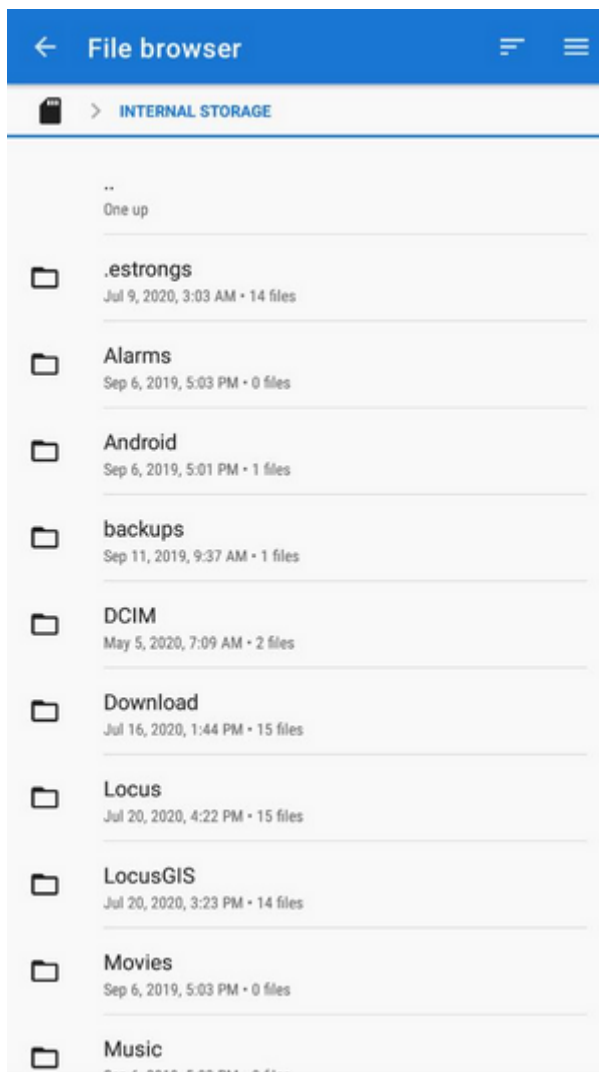 File browser
INTERNAL STORAGE
..
One up
.estrongs
Jul 9, 2020, 3:03 AM • 14 files
Alarms
Sep 6, 2019, 5:03 PM • 0 files
Android
Sep 6, 2019, 5:01 PM • 1 files
backups
Sep 11, 2019, 9:37 AM • 1 files
DCIM
May 5, 2020, 7:09 AM • 2 files
Download
Jul 16, 2020, 1:44 PM • 15 files
Locus
Jul 20, 2020, 4:22 PM • 15 files
LocusGIS
Jul 20, 2020, 3:23 PM • 14 files
Movies
Sep 6, 2019, 5:03 PM • 0 files
Music